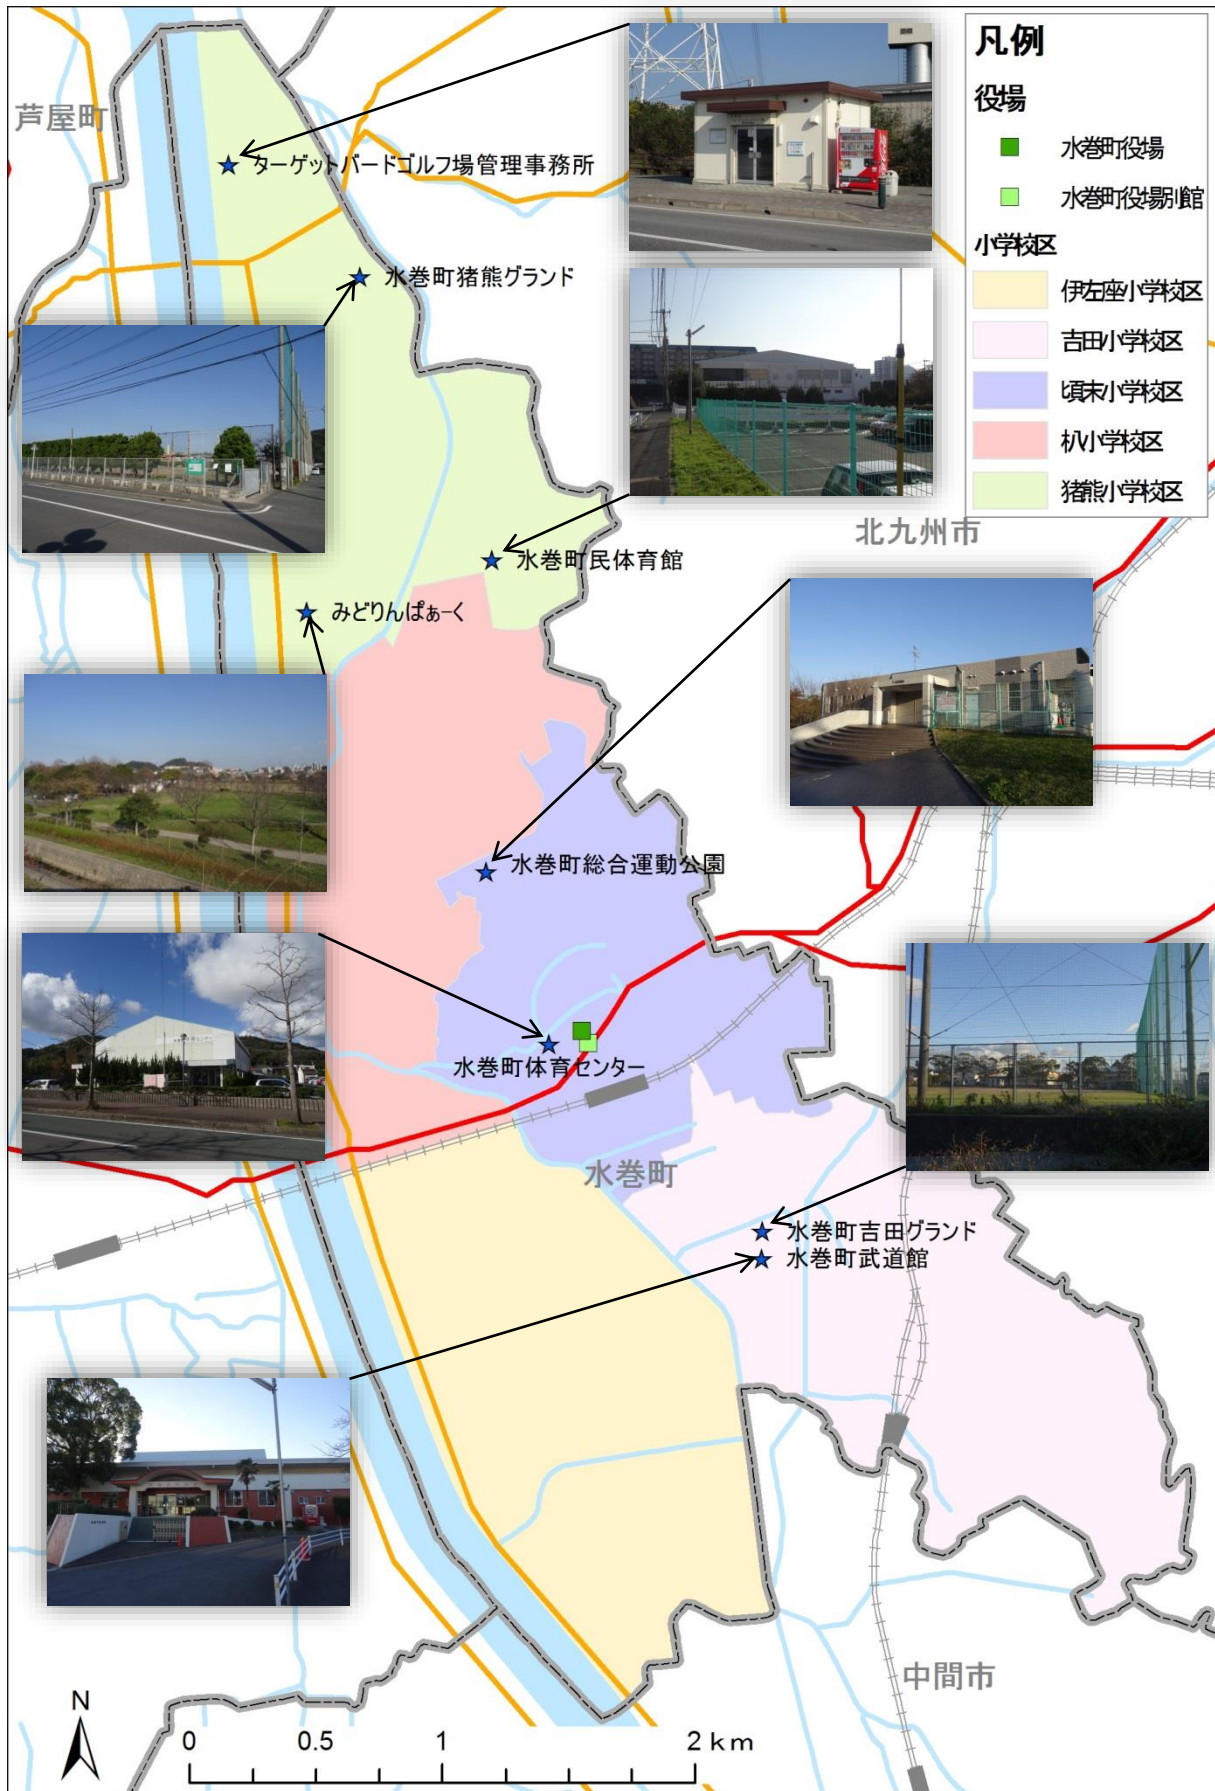 凡例
役場
水巻町役場
水巻町役場別館
小学校区
伊左座小学校区
吉田小学校区
頃末小学校区
机小学校区
猪熊小学校区
芦屋町
ターゲットバードゴルフ場管理事務所
水巻町猪熊グランド
北九州市
水巻町民体育館
みどりんぱぁーく
水巻町総合運動公園
水巻町体育センター
水巻町
水巻町吉田グランド
水巻町武道館
中間市
N
0 0.5 1 2 km